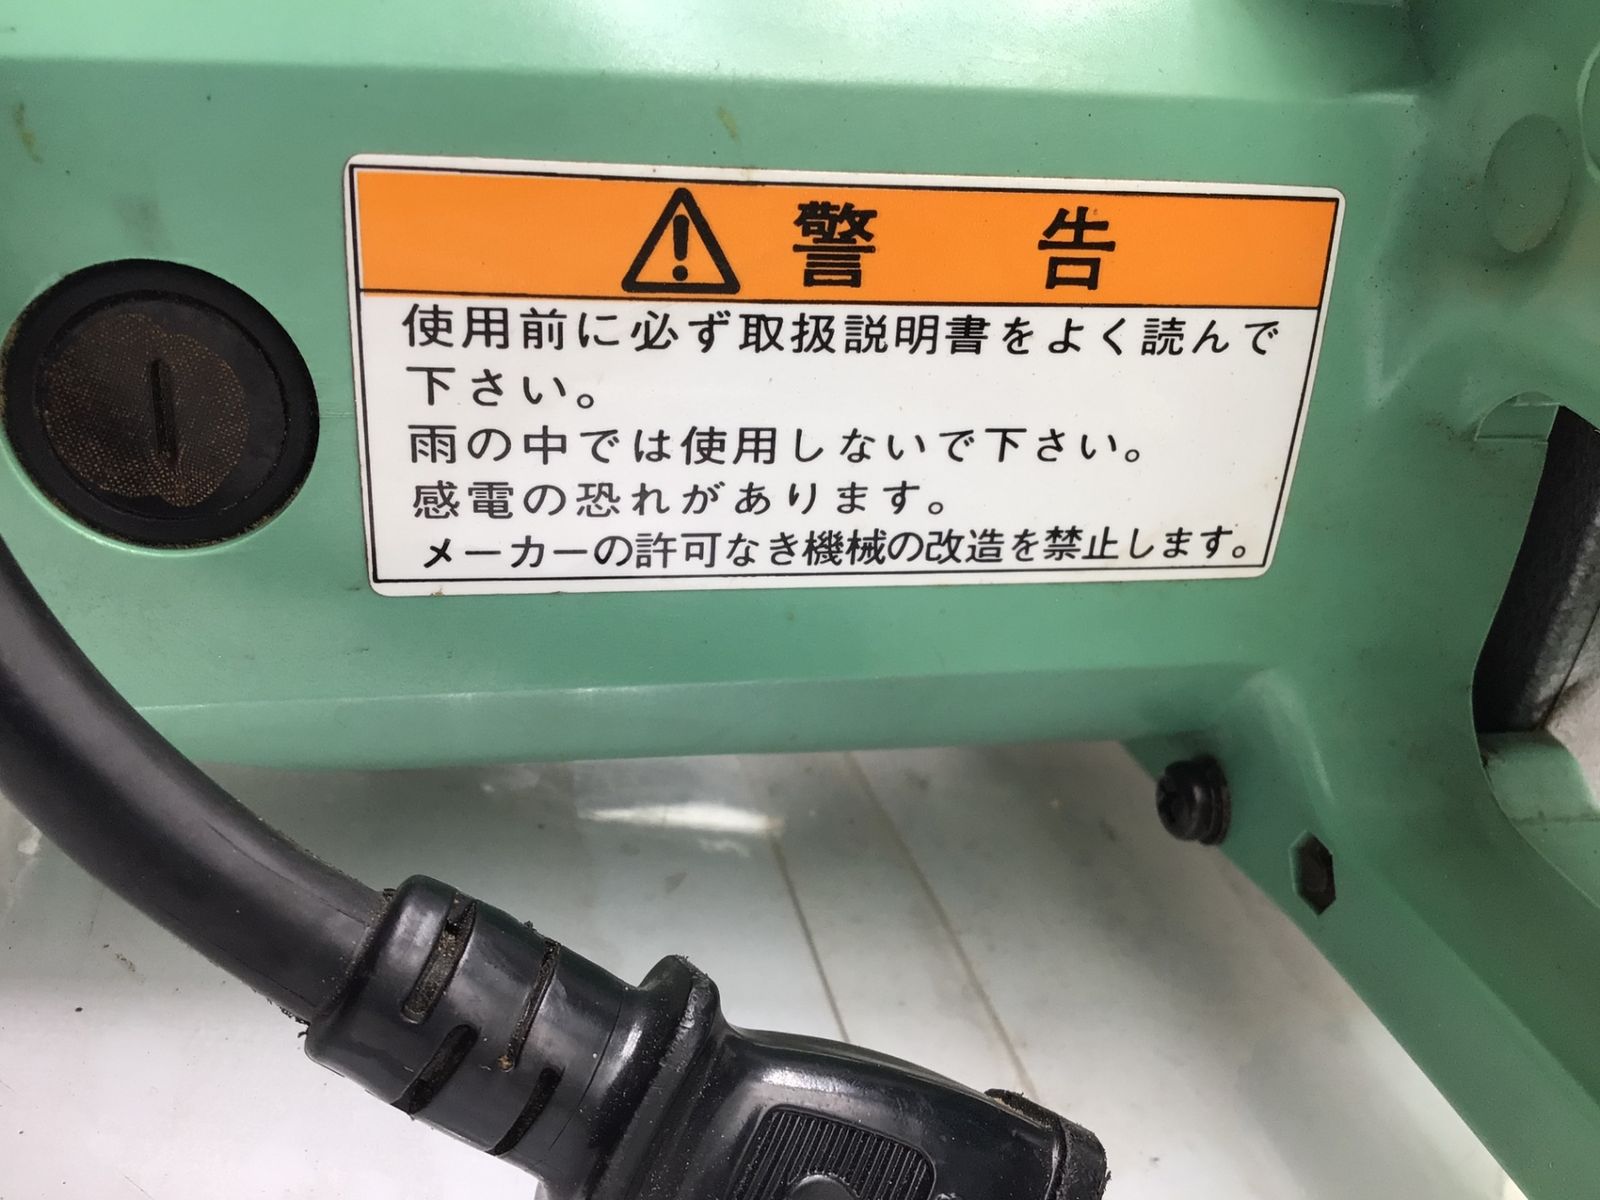 警告
使用前に必ず取扱説明書をよく読んで
下さい。
雨の中では使用しないで下さい。
感電の恐れがあります。
メーカーの許可なき機械の改造を禁止します。